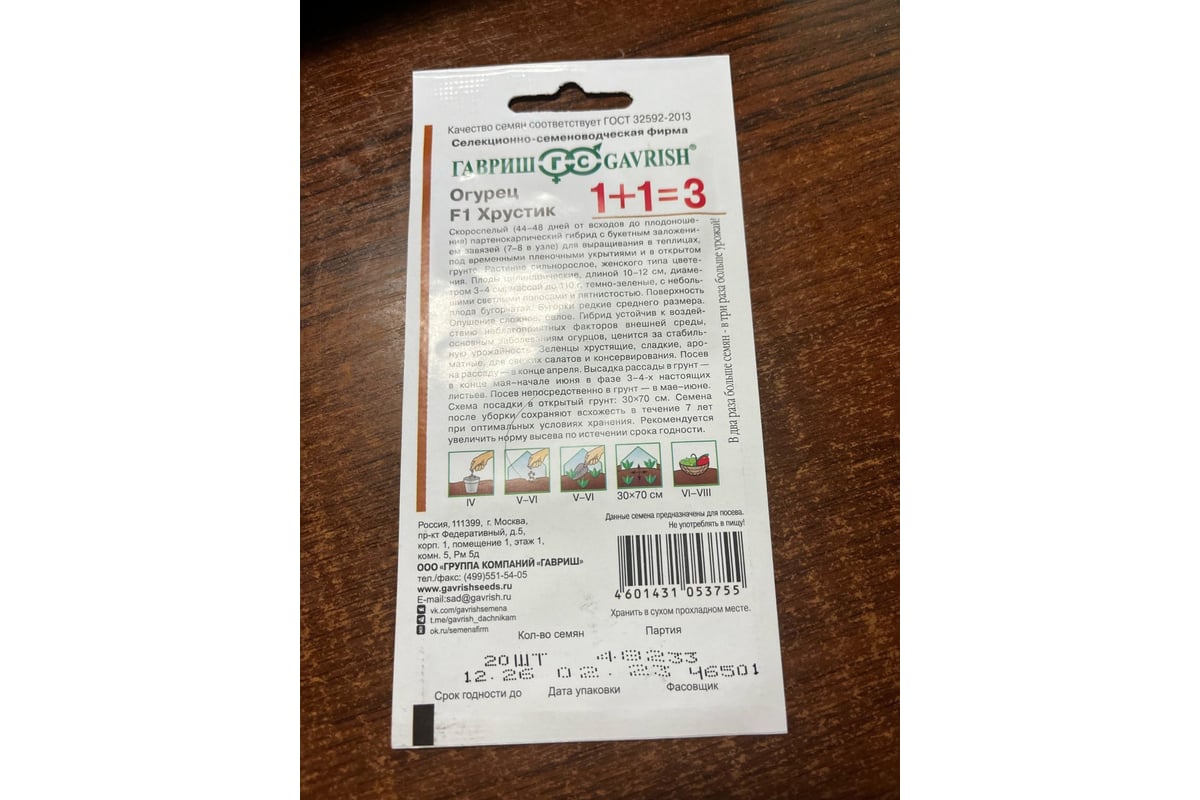 Качество семян соответствует ГОСТ 32592-2013
Селекционно-семеноводческая фирма
ГАВРИШ ГС GAVRISH®
Огурец
F1 Хрустик
1+1=3
Скороспелый (44–48 дней от всходов до плодоноше-
ния) партенокарпический гибрид с букетным заложени-
ем завязей (7–8 в узле) для выращивания в теплицах,
под временными пленочными укрытиями и в открытом
грунте. Растение сильнорослое, женского типа цвете-
ния. Плоды цилиндрические, длиной 10–12 см, диаме-
тром 3–4 см, массой до 110 г, темно-зеленые, с неболь-
шими светлыми полосами и пятнистостью. Поверхность
плода бугорчатая. Бугорки редкие среднего размера.
Опушение сложное, белое. Гибрид устойчив к воздей-
ствию неблагоприятных факторов внешней среды,
основным заболеваниям огурцов, ценится за стабиль-
ную урожайность. Зеленцы хрустящие, сладкие, аро-
матные, для свежих салатов и консервирования. Посев
на рассаду — в конце апреля. Высадка рассады в грунт —
в конце мая–начале июня в фазе 3–4-х настоящих
листьев. Посев непосредственно в грунт — в мае–июне.
Схема посадки в открытый грунт: 30×70 см. Семена
после уборки сохраняют всхожесть в течение 7 лет
при оптимальных условиях хранения. Рекомендуется
увеличить норму высева по истечении срока годности.
В два раза больше семян - в три раза больше урожай!
IV
V–VI
V–VI
30×70 см
VI–VIII
Россия, 111399, г. Москва,
пр-кт Федеративный, д.5,
корп. 1, помещение 1, этаж 1,
комн. 5, Рм 5д
ООО «ГРУППА КОМПАНИЙ «ГАВРИШ»
тел./факс: (499)551-54-05
www.gavrishseeds.ru
E-mail:sad@gavrish.ru
vk.com/gavrishsemena
t.me/gavrish_dachnikam
ok.ru/semenafirm
Данные семена предназначены для посева.
Не употреблять в пищу!
4601431 053755
Хранить в сухом прохладном месте.
Кол-во семян
Партия
20 ШТ 48233
12.26 02.23 46501
Срок годности до
Дата упаковки
Фасовщик